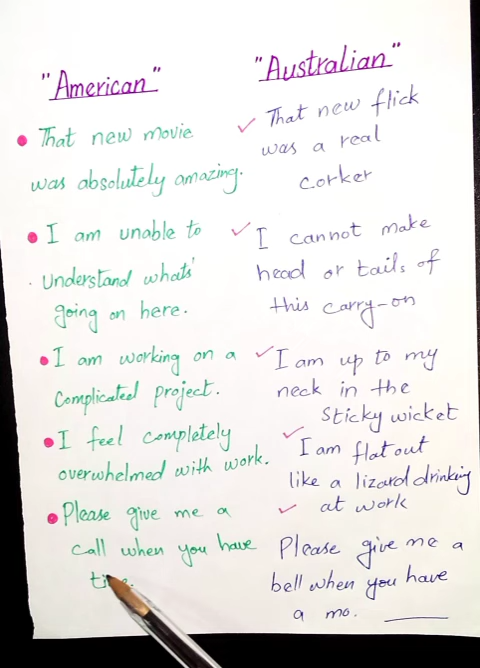 "American"
• That new movie
was absolutely amazing.
• I am unable to
understand whats'
going on here.
• I am working on a
Complicated project.
• I feel completely
overwhelmed with work.
• Please give me a
call when you have
"Australian"
✓ That new flick
was a real
corker
✓ I cannot make
head or tails of
this carry-on
✓ I am up to my
neck in the
Sticky wicket
✓ I am flat out
like a lizard drinking
✓ at work
Please give me a
bell when you have
a mo.